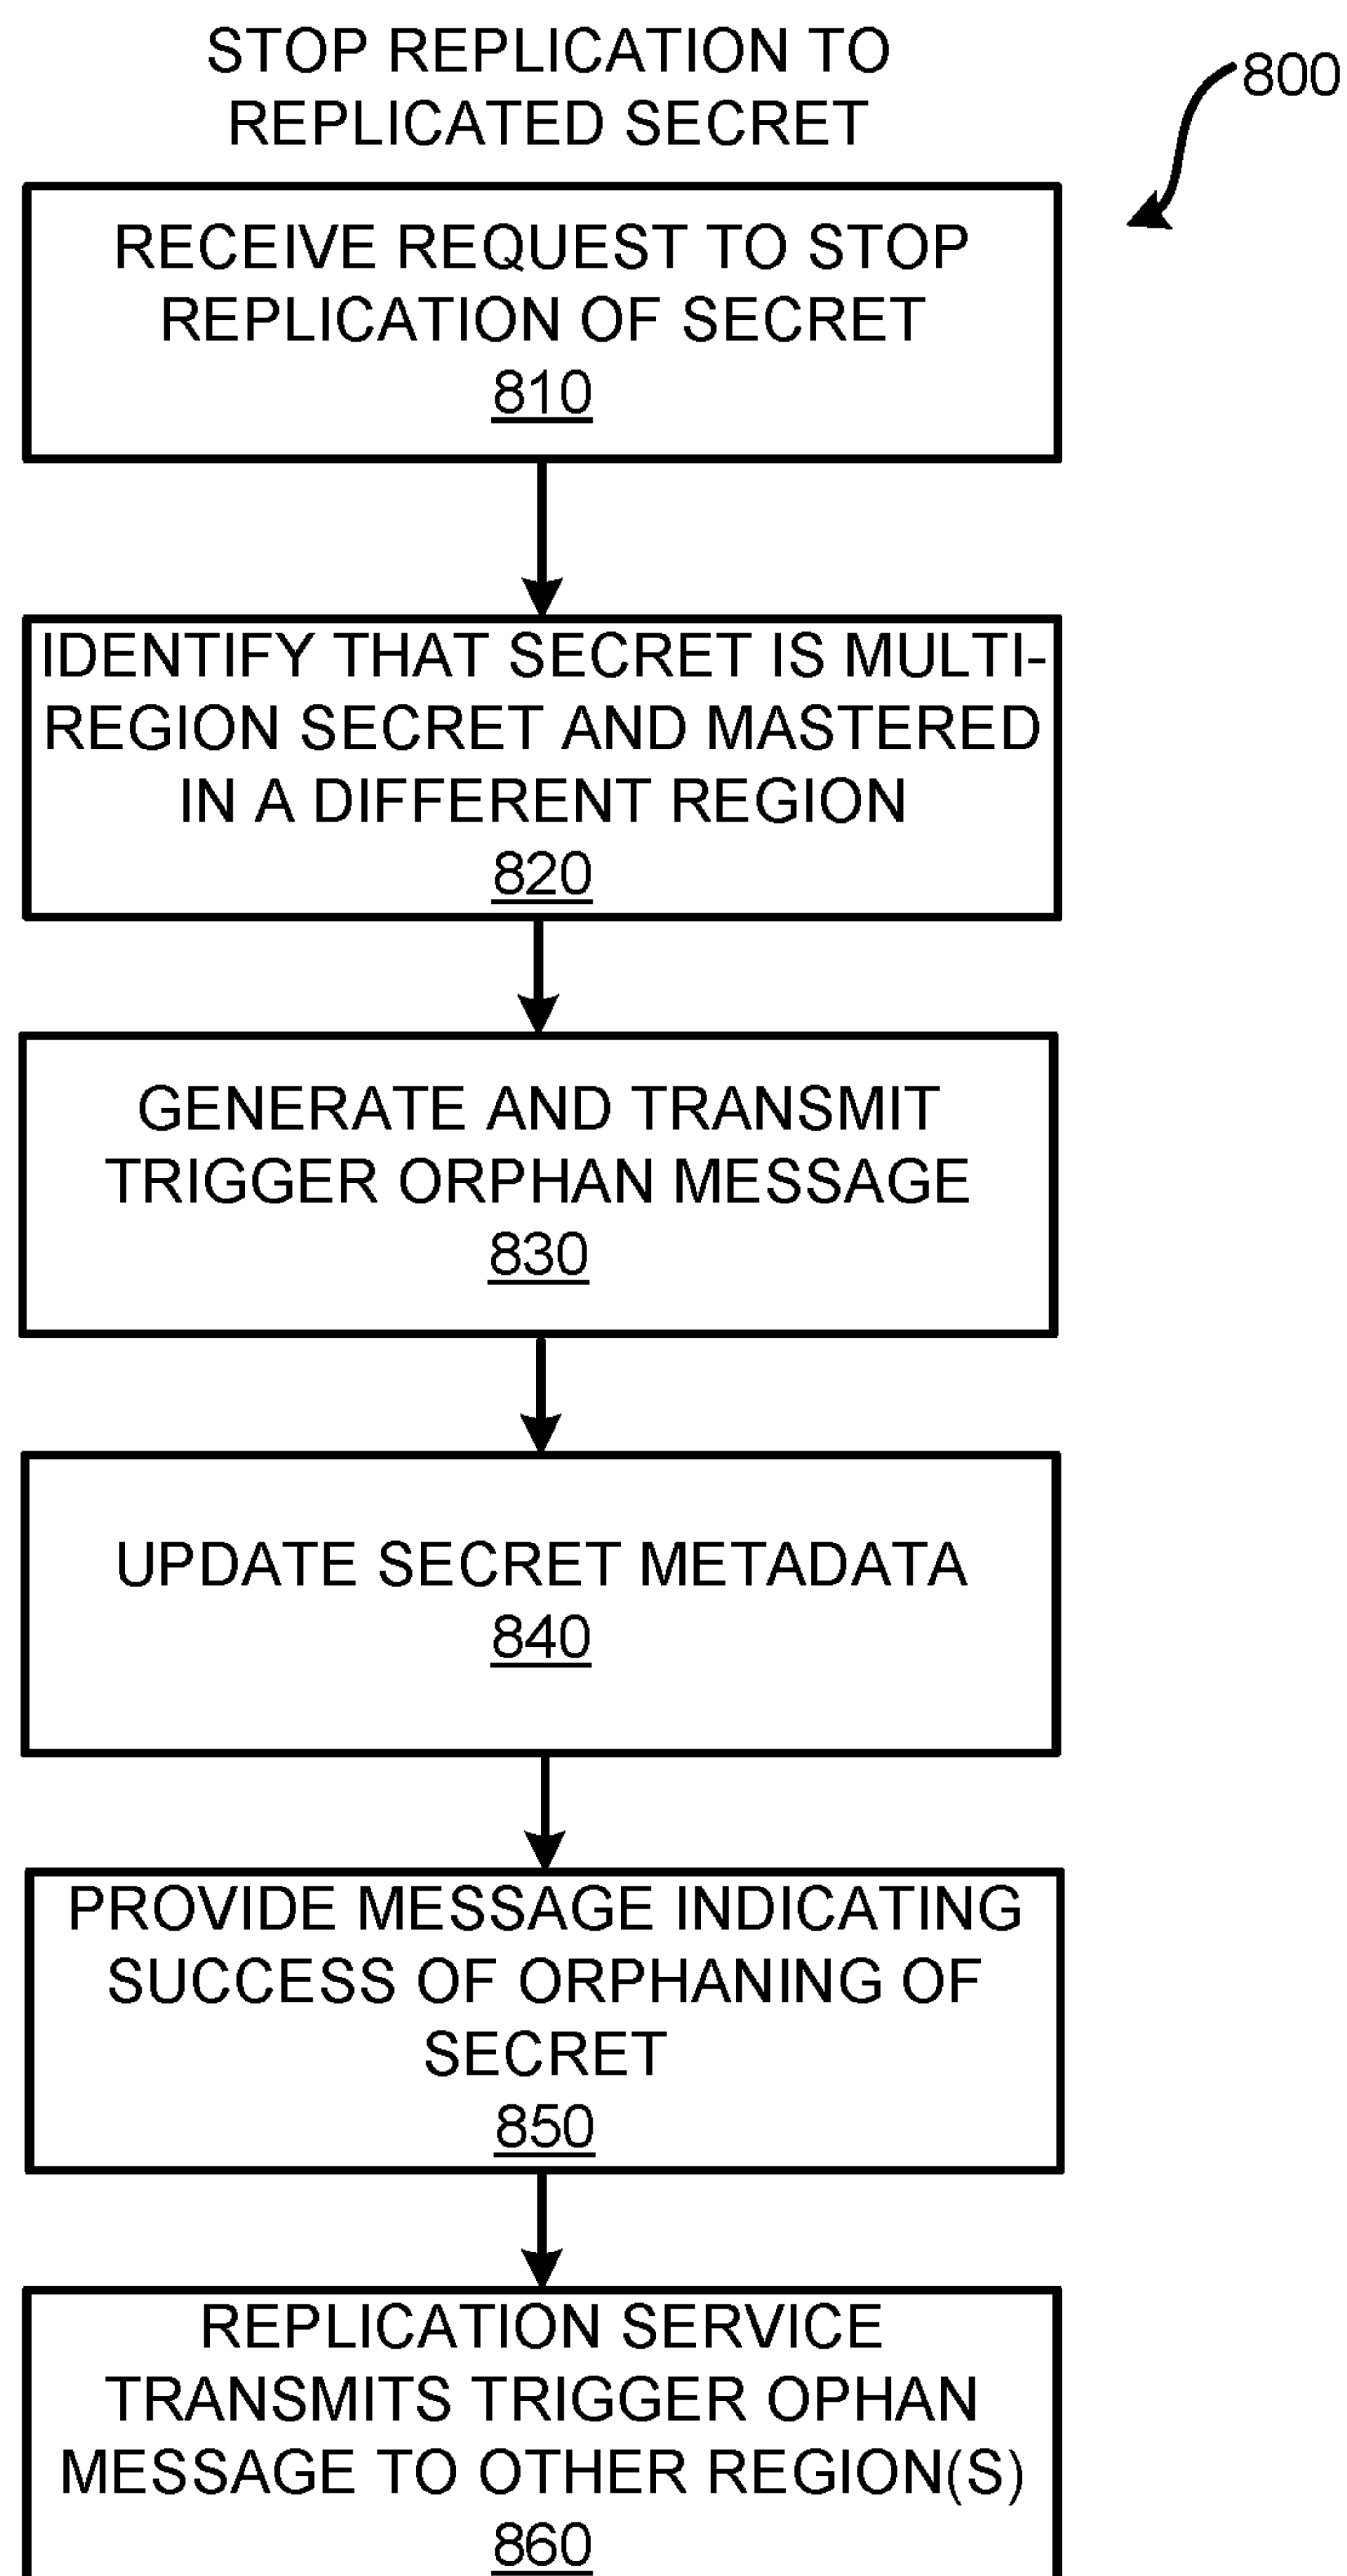 STOP REPLICATION TO
REPLICATED SECRET
800
RECEIVE REQUEST TO STOP
REPLICATION OF SECRET
810
IDENTIFY THAT SECRET IS MULTI-
REGION SECRET AND MASTERED
IN A DIFFERENT REGION
820
GENERATE AND TRANSMIT
TRIGGER ORPHAN MESSAGE
830
UPDATE SECRET METADATA
840
PROVIDE MESSAGE INDICATING
SUCCESS OF ORPHANING OF
SECRET
850
REPLICATION SERVICE
TRANSMITS TRIGGER OPHAN
MESSAGE TO OTHER REGION(S)
860